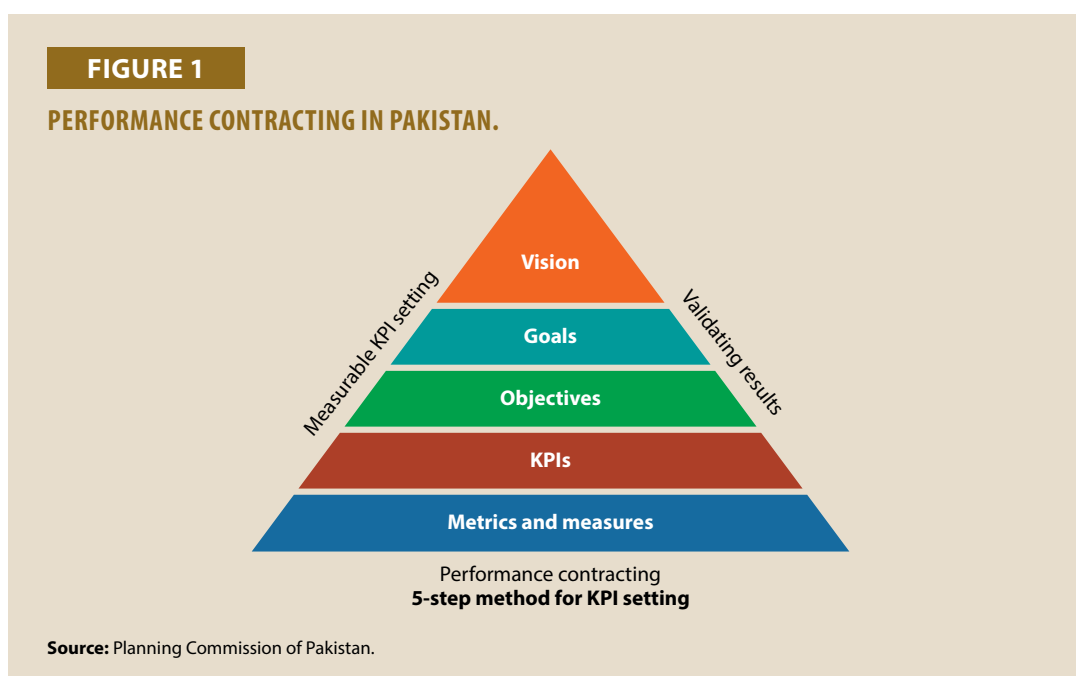 FIGURE 1
PERFORMANCE CONTRACTING IN PAKISTAN.
Vision
Measurable KPI setting
Validating results
Goals
Objectives
KPIs
Metrics and measures
Performance contracting
5-step method for KPI setting
Source: Planning Commission of Pakistan.